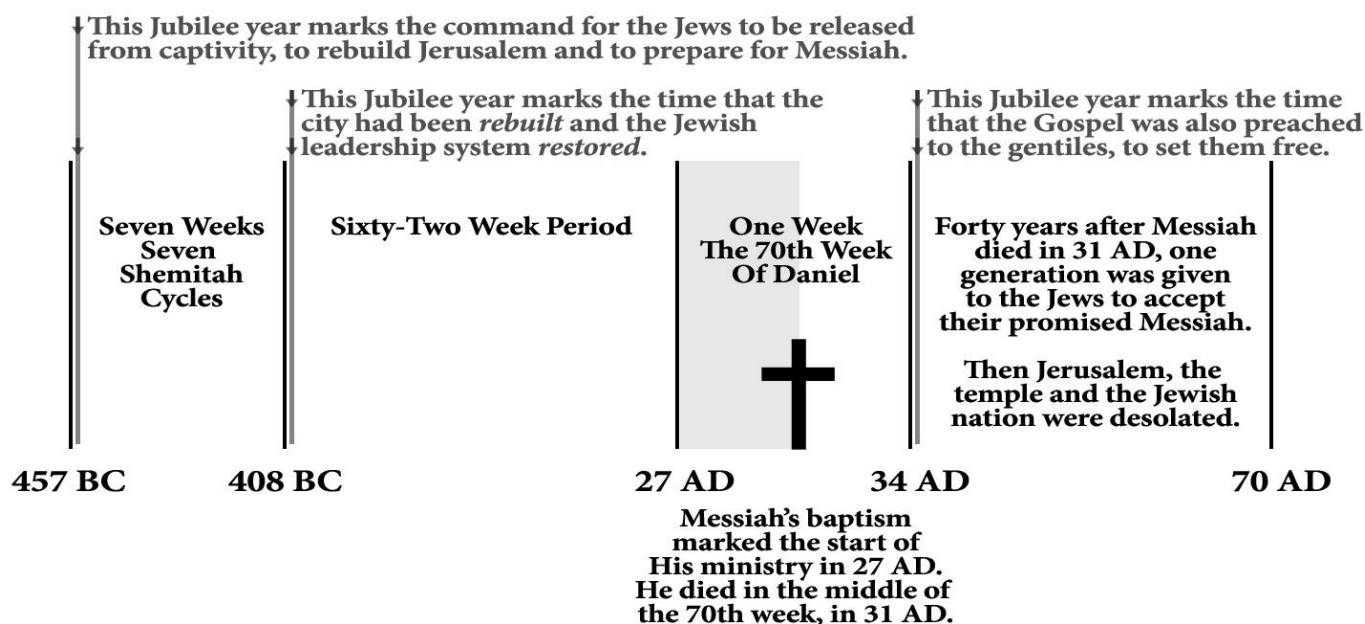 This Jubilee year marks the command for the Jews to be released
from captivity, to rebuild Jerusalem and to prepare for Messiah.
This Jubilee year marks the time that the
city had been rebuilt and the Jewish
leadership system restored.
This Jubilee year marks the time
that the Gospel was also preached
to the gentiles, to set them free.
Seven Weeks
Seven
Shemitah
Cycles
Sixty-Two Week Period
One Week
The 70th Week
Of Daniel
Forty years after Messiah
died in 31 AD, one
generation was given
to the Jews to accept
their promised Messiah.
Then Jerusalem, the
temple and the Jewish
nation were desolated.
457 BC
408 BC
27 AD
34 AD
70 AD
Messiah's baptism
marked the start of
His ministry in 27 AD.
He died in the middle of
the 70th week, in 31 AD.